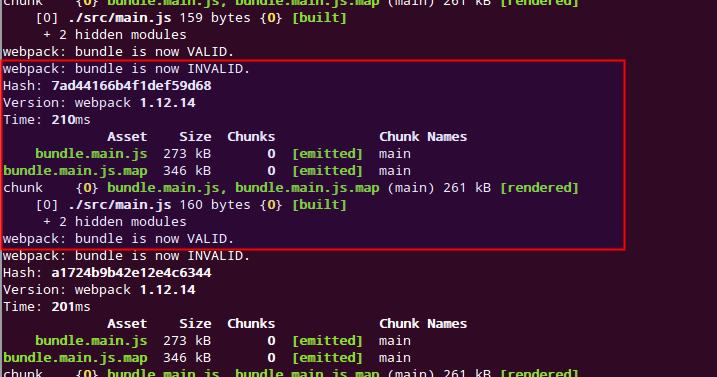 chunk    {0} bundle.main.js, bundle.main.js.map (main) 261 kB [rendered]
    [0] ./src/main.js 159 bytes {0} [built]
     + 2 hidden modules
webpack: bundle is now VALID.
webpack: bundle is now INVALID.
Hash: 7ad44166b4f1def59d68
Version: webpack 1.12.14
Time: 210ms
             Asset    Size  Chunks             Chunk Names
    bundle.main.js  273 kB       0  [emitted]  main
bundle.main.js.map  346 kB       0  [emitted]  main
chunk    {0} bundle.main.js, bundle.main.js.map (main) 261 kB [rendered]
    [0] ./src/main.js 160 bytes {0} [built]
     + 2 hidden modules
webpack: bundle is now VALID.
webpack: bundle is now INVALID.
Hash: a1724b9b42e12e4c6344
Version: webpack 1.12.14
Time: 201ms
             Asset    Size  Chunks             Chunk Names
    bundle.main.js  273 kB       0  [emitted]  main
bundle.main.js.map  346 kB       0  [emitted]  main
chunk    {0} bundle.main.js, bundle.main.js.map (main) 261 kB [rendered]